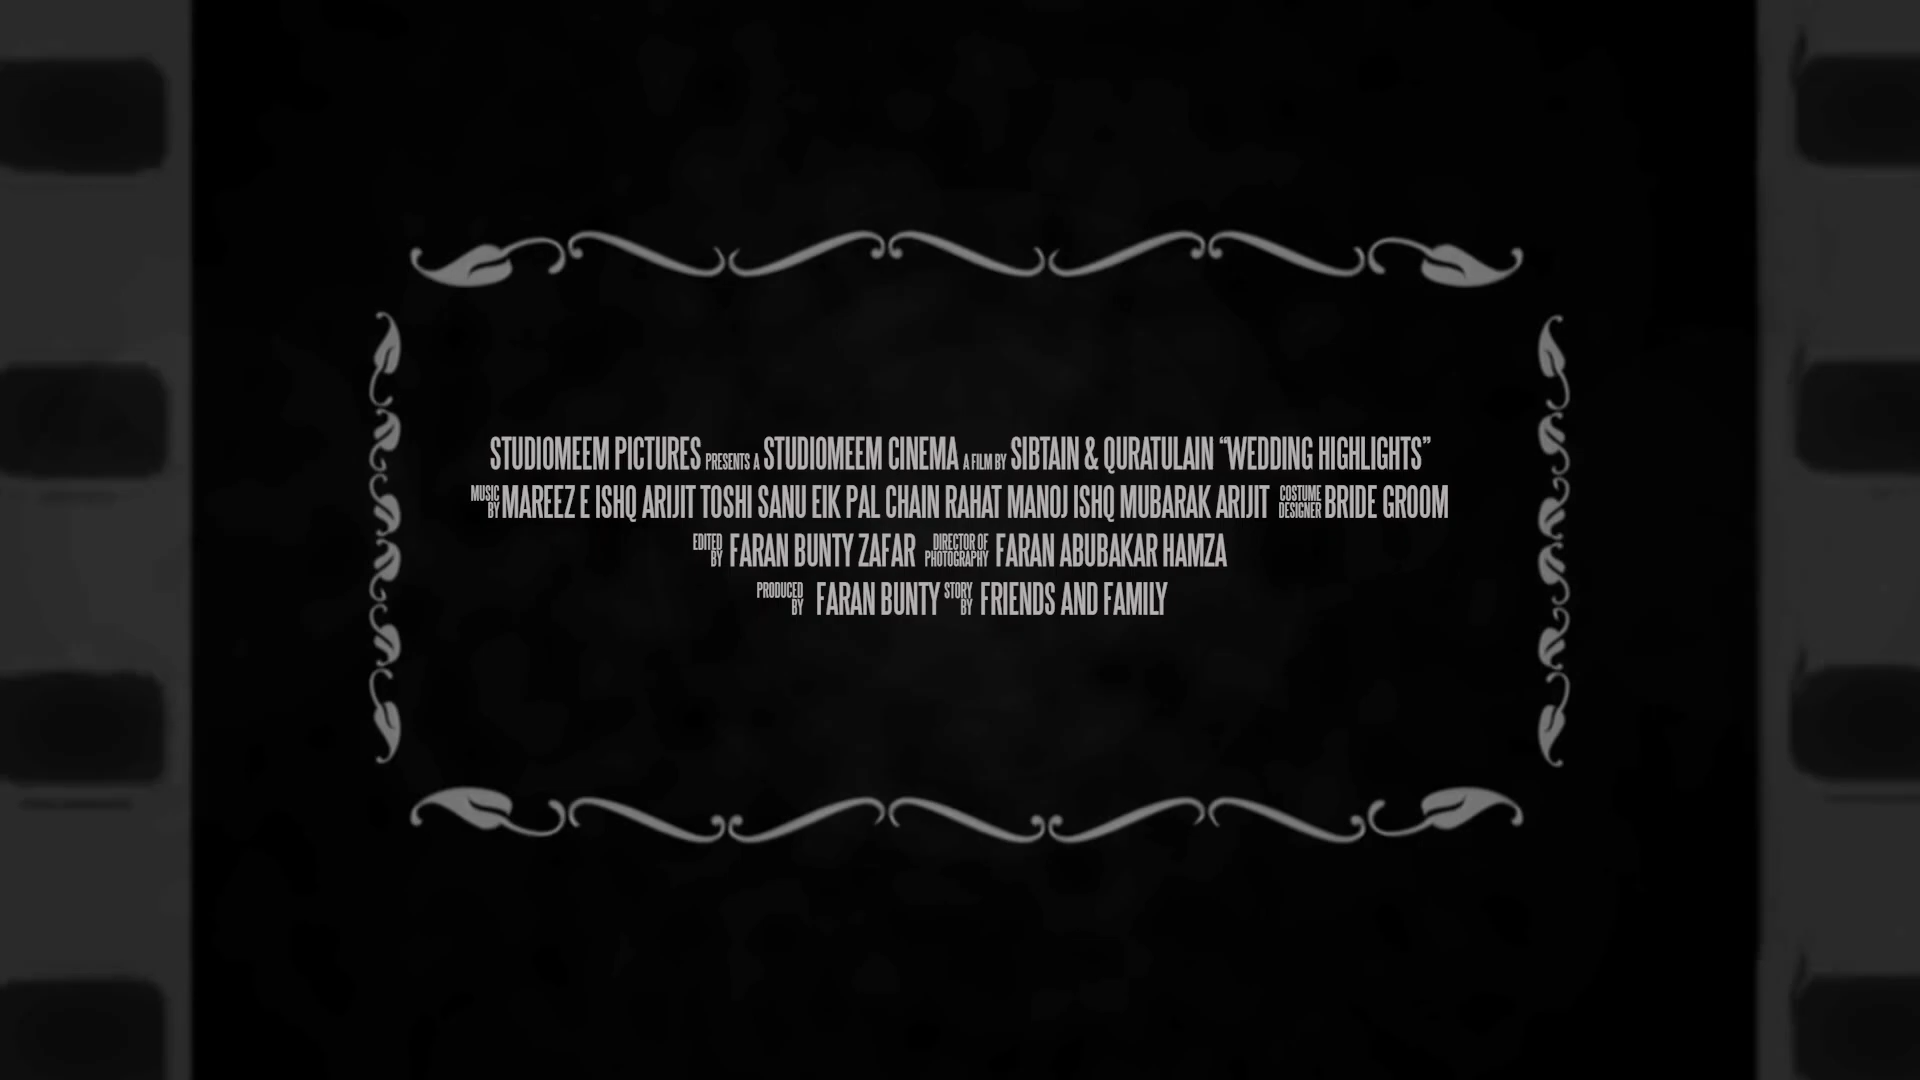 STUDIOMEEM PICTURES PRESENTS A STUDIOMEEM CINEMA A FILM BY SIBTAIN & QURATULAIN “WEDDING HIGHLIGHTS”
MUSIC BY MAREEZ E ISHQ ARIJIT TOSHI SANU EIK PAL CHAIN RAHAT MANOJ ISHQ MUBARAK ARIJIT COSTUME DESIGNER BRIDE GROOM
EDITED BY FARAN BUNTY ZAFAR DIRECTOR OF PHOTOGRAPHY FARAN ABUBAKAR HAMZA
PRODUCED BY FARAN BUNTY STORY BY FRIENDS AND FAMILY